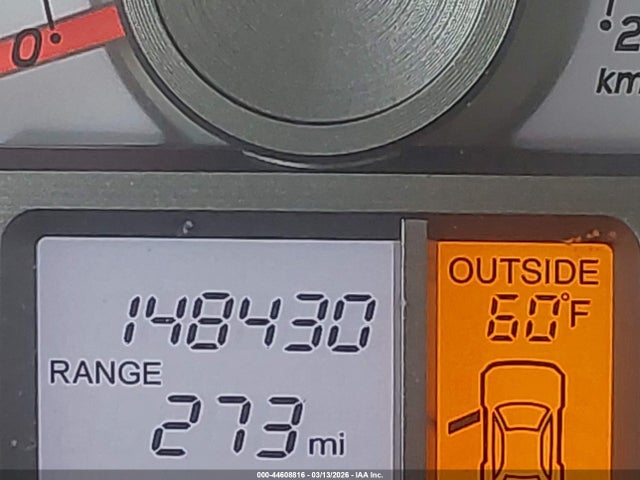 0
2
km
148430
OUTSIDE
60°F
RANGE
273 mi
000-44608816 - 03/13/2026 - IAA Inc.